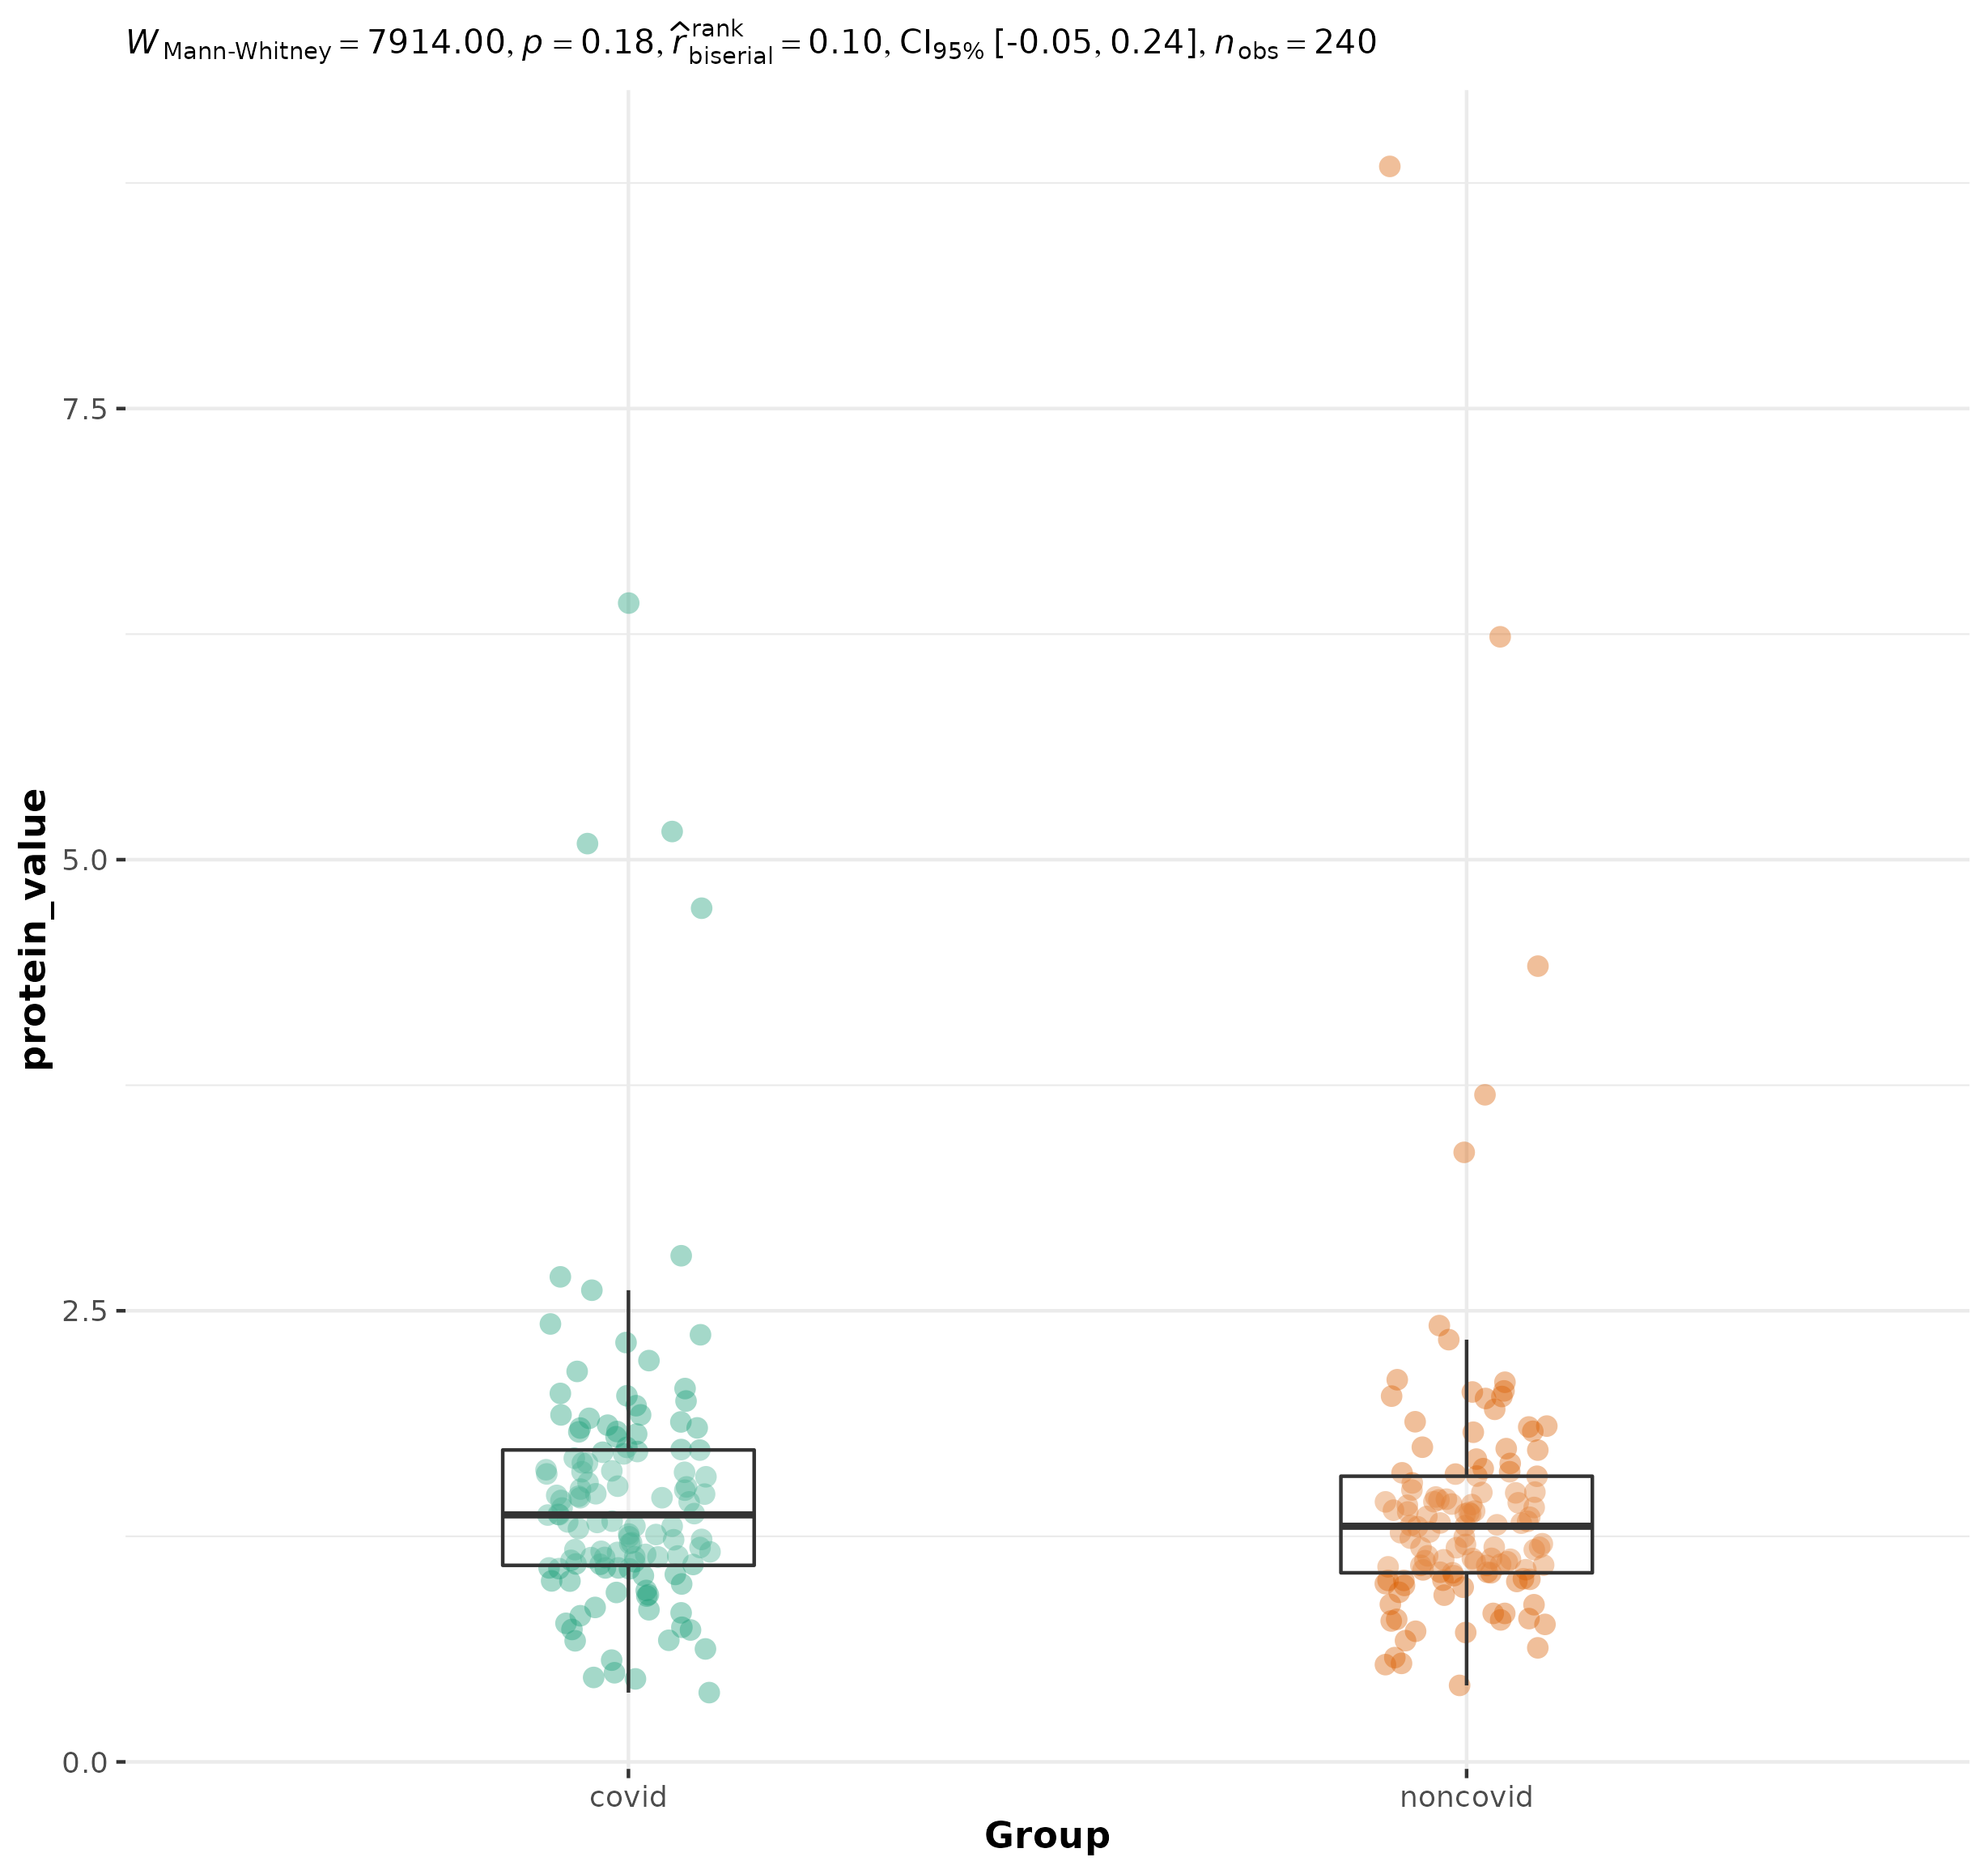 W Mann-Whitney = 7914.00, p = 0.18, r̂ rank biserial = 0.10, CI95% [-0.05, 0.24], n obs = 240
7.5
5.0
2.5
0.0
protein_value
covid noncovid
Group